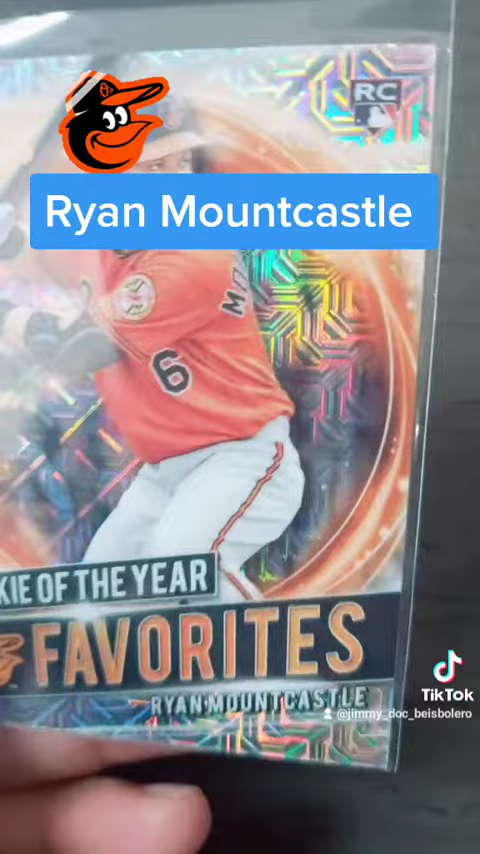 RC
Ryan Mountcastle
6
KIE OF THE YEAR
FAVORITES
RYAN MOUNTCASTLE
TikTok
@jimmy_doc_beisbolero